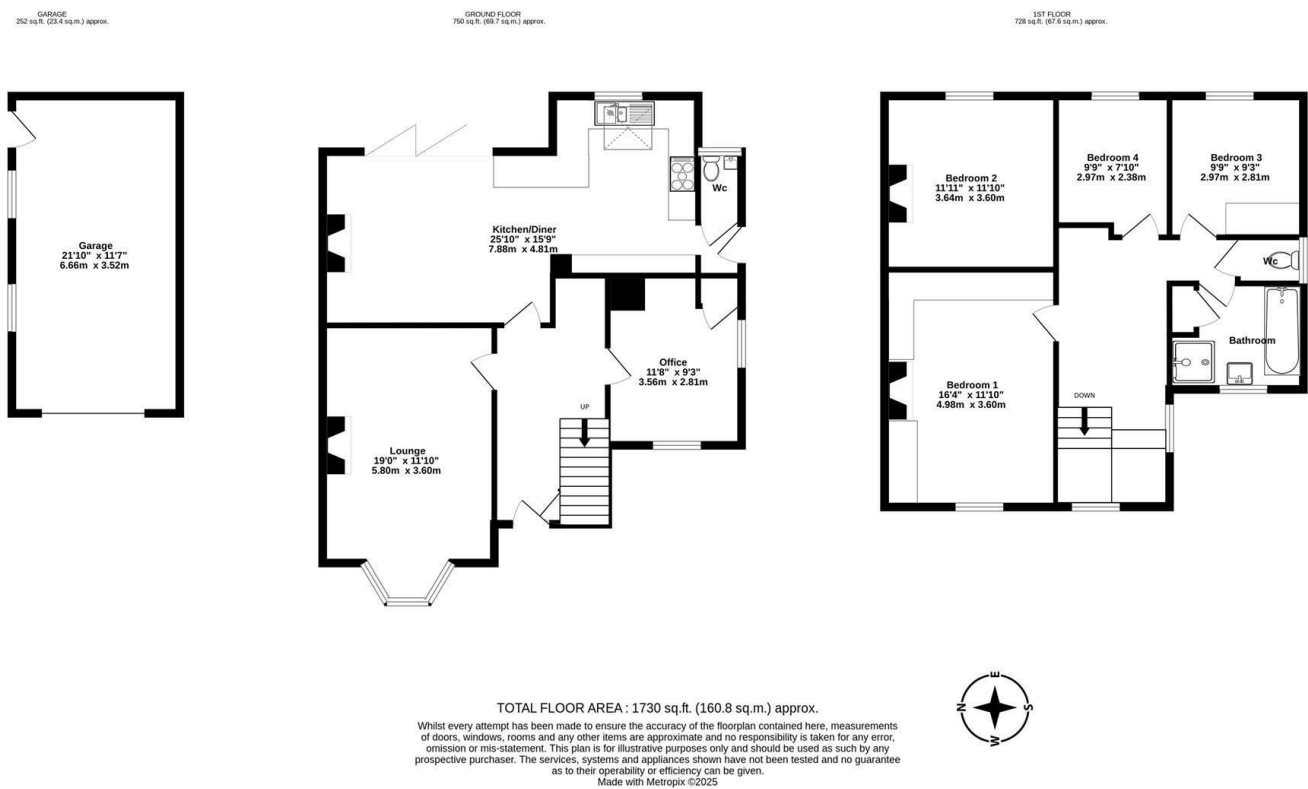 GARAGE
252 sq.ft. (23.4 sq.m.) approx.
GROUND FLOOR
750 sq.ft. (69.7 sq.m.) approx.
1ST FLOOR
728 sq.ft. (67.6 sq.m.) approx.
Garage
21'10" x 11'7"
6.66m x 3.52m
Kitchen/Diner
25'10" x 15'9"
7.88m x 4.81m
Wc
Office
11'8" x 9'3"
3.56m x 2.81m
UP
Lounge
19'0" x 11'10"
5.80m x 3.60m
Bedroom 2
11'11" x 11'10"
3.64m x 3.60m
Bedroom 4
9'9" x 7'10"
2.97m x 2.38m
Bedroom 3
9'9" x 9'3"
2.97m x 2.81m
Wc
Bathroom
Bedroom 1
16'4" x 11'10"
4.98m x 3.60m
DOWN
E
N
S
W
TOTAL FLOOR AREA : 1730 sq.ft. (160.8 sq.m.) approx.
Whilst every attempt has been made to ensure the accuracy of the floorplan contained here, measurements
of doors, windows, rooms and any other items are approximate and no responsibility is taken for any error,
omission or mis-statement. This plan is for illustrative purposes only and should be used as such by any
prospective purchaser. The services, systems and appliances shown have not been tested and no guarantee
as to their operability or efficiency can be given.
Made with Metropix ©2025